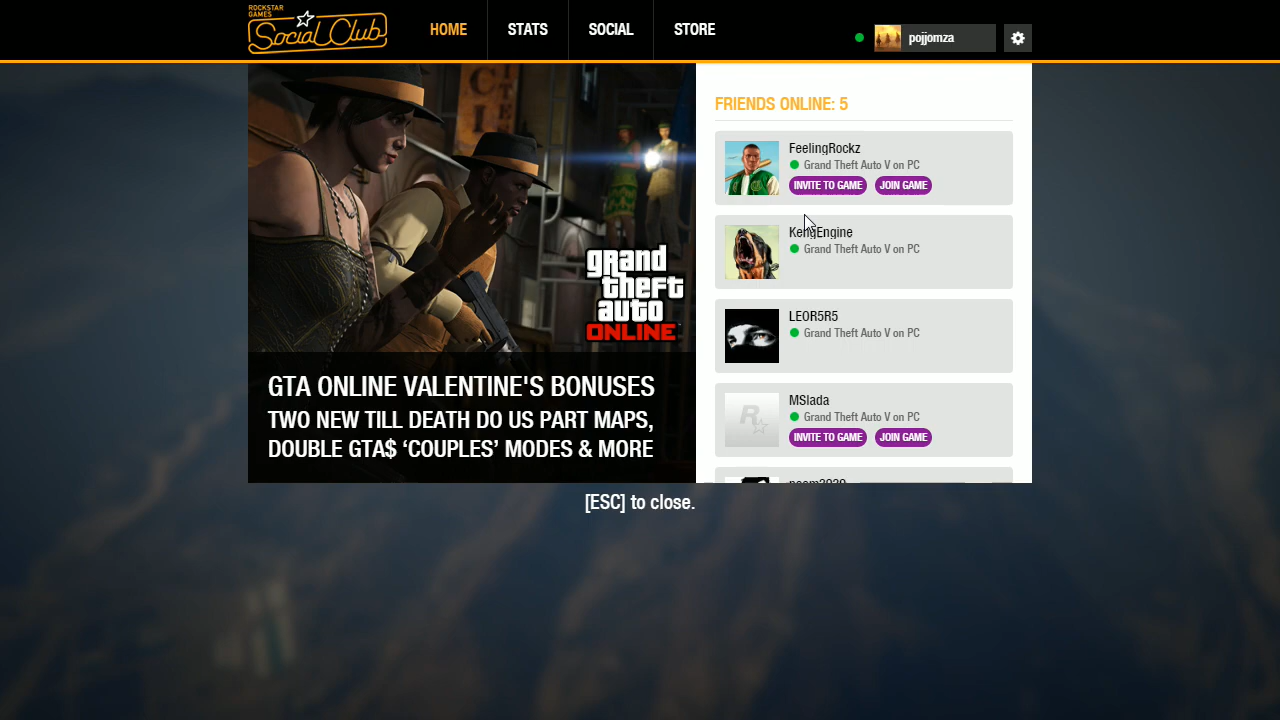 ROCKSTAR
GAMES
Social Club
HOME
STATS
SOCIAL
STORE
pojjomza
FRIENDS ONLINE: 5
FeelingRockz
Grand Theft Auto V on PC
INVITE TO GAME
JOIN GAME
Grand Theft Auto V on PC
LEOR5R5
Grand Theft Auto V on PC
MSlada
Grand Theft Auto V on PC
INVITE TO GAME
JOIN GAME
grand
theft
auto
ONLINE
GTA ONLINE VALENTINE'S BONUSES
TWO NEW TILL DEATH DO US PART MAPS,
DOUBLE GTA$ ‘COUPLES’ MODES & MORE
[ESC] to close.